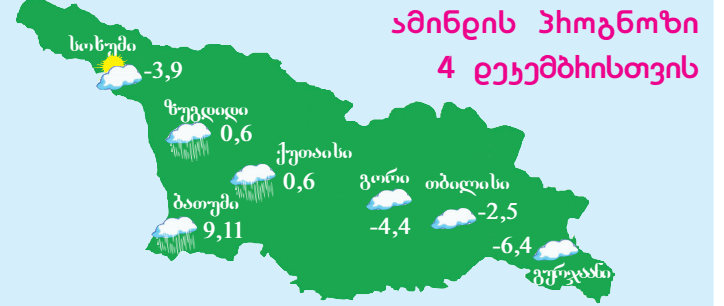 ამინდის პროგნოზი
4 დეკემბრისთვის
სოხუმი
-3,9
ზუგდიდი
0,6
ქუთაისი
0,6
გორი
-4,4
თბილისი
-2,5
ბათუმი
9,11
-6,4
გურჯაანი